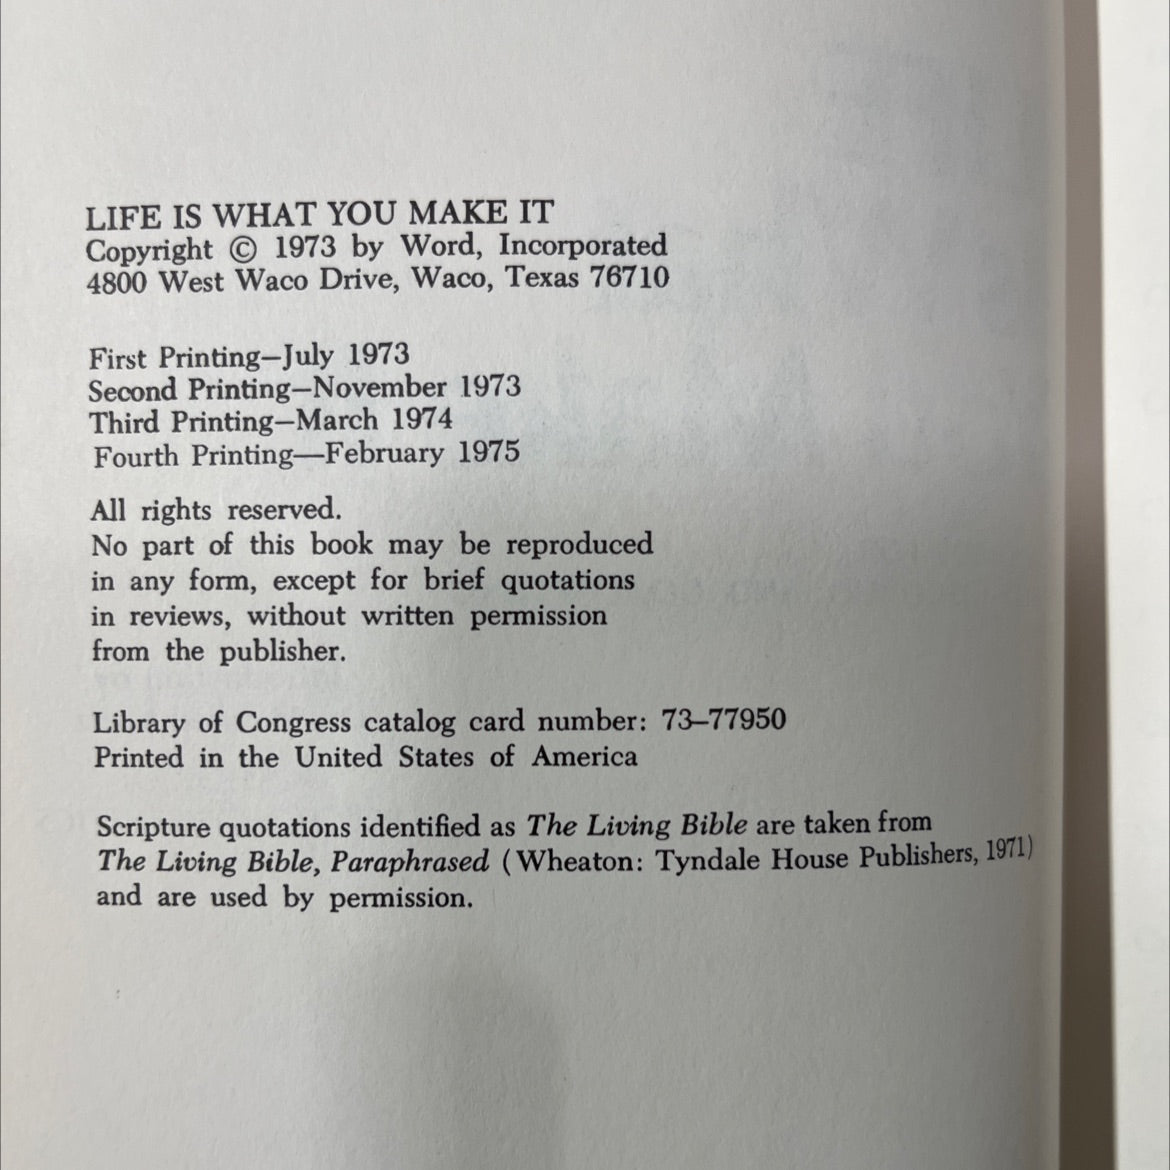 LIFE IS WHAT YOU MAKE IT
Copyright © 1973 by Word, Incorporated
4800 West Waco Drive, Waco, Texas 76710
First Printing—July 1973
Second Printing—November 1973
Third Printing—March 1974
Fourth Printing—February 1975
All rights reserved.
No part of this book may be reproduced
in any form, except for brief quotations
in reviews, without written permission
from the publisher.
Library of Congress catalog card number: 73–77950
Printed in the United States of America
Scripture quotations identified as The Living Bible are taken from
The Living Bible, Paraphrased (Wheaton: Tyndale House Publishers, 1971)
and are used by permission.